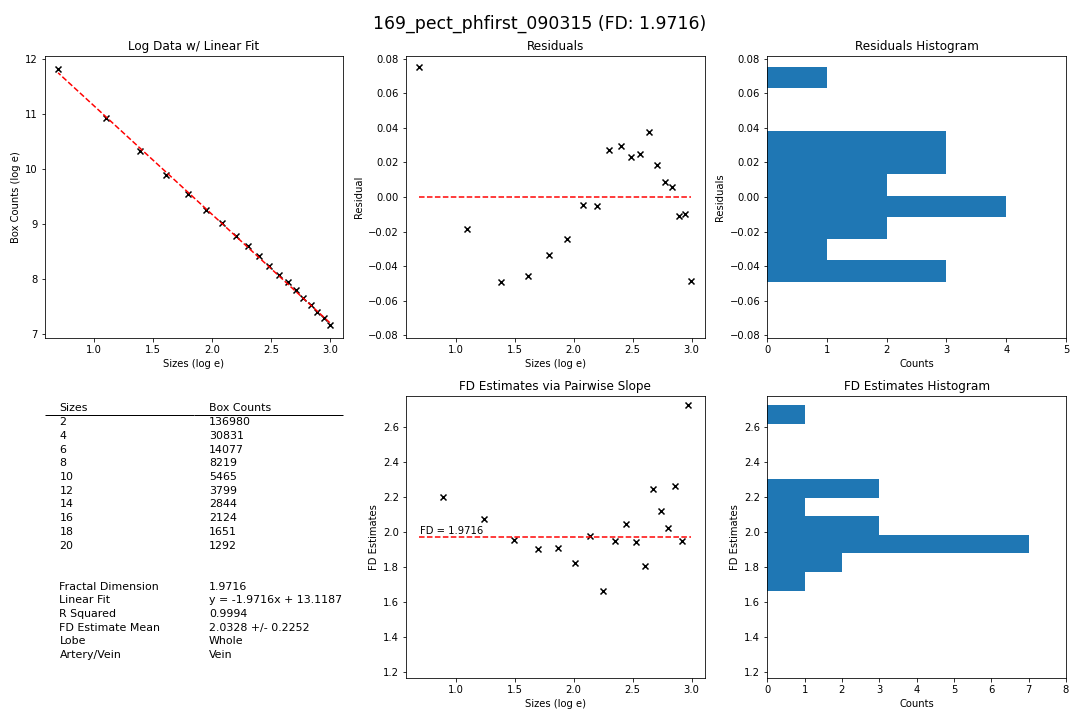 169_pect_phfirst_090315 (FD: 1.9716)
Log Data w/ Linear Fit
12
11
10
9
8
7
Box Counts (log e)
1.0 1.5 2.0 2.5 3.0
Sizes (log e)
Residuals
0.08
0.06
0.04
0.02
0.00
−0.02
−0.04
−0.06
−0.08
Residual
1.0 1.5 2.0 2.5 3.0
Sizes (log e)
Residuals Histogram
0.08
0.06
0.04
0.02
0.00
−0.02
−0.04
−0.06
−0.08
Residuals
0 1 2 3 4 5
Counts
Sizes Box Counts
2 136980
4 30831
6 14077
8 8219
10 5465
12 3799
14 2844
16 2124
18 1651
20 1292
Fractal Dimension 1.9716
Linear Fit y = -1.9716x + 13.1187
R Squared 0.9994
FD Estimate Mean 2.0328 +/- 0.2252
Lobe Whole
Artery/Vein Vein
FD Estimates via Pairwise Slope
2.6
2.4
2.2
2.0
1.8
1.6
1.4
1.2
FD Estimates
FD = 1.9716
1.0 1.5 2.0 2.5 3.0
Sizes (log e)
FD Estimates Histogram
2.6
2.4
2.2
2.0
1.8
1.6
1.4
1.2
FD Estimates
0 1 2 3 4 5 6 7 8
Counts